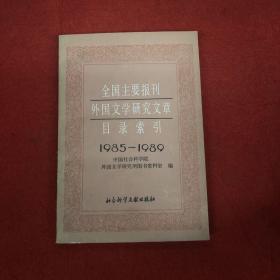 全国主要报刊
外国文学研究文章
目录索引
1985-1989
中国社会科学院
外国文学研究所图书资料室 编
社会科学文献出版社